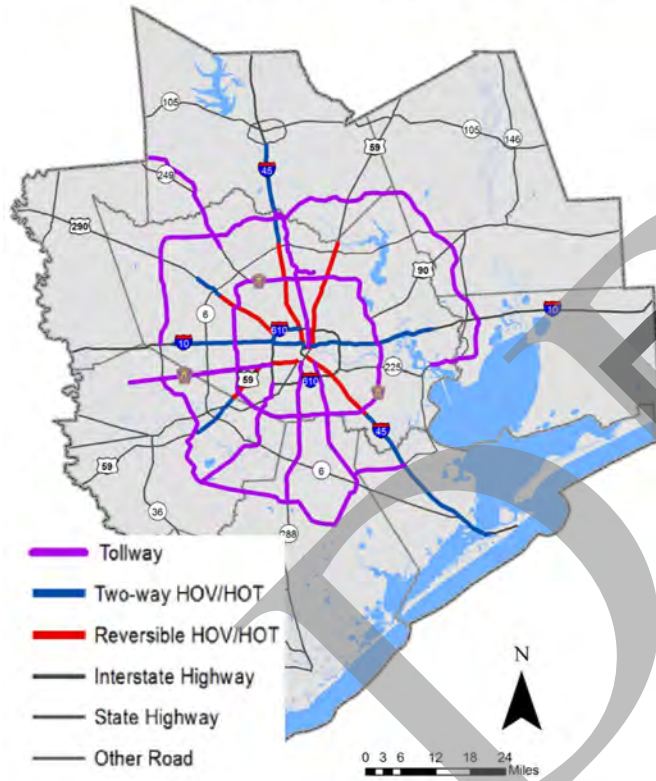 105
105
146
59
45
249
290
90
6
10
610
10
225
59
610
45
59
6
36
288
Tollway
Two-way HOV/HOT
Reversible HOV/HOT
Interstate Highway
State Highway
Other Road
N
0 3 6 12 18 24
Miles